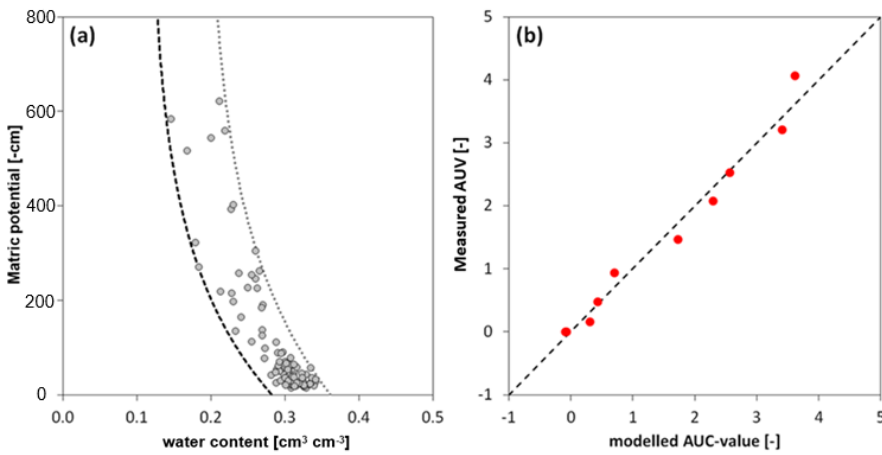 (a)
800
600
400
200
0
Matric potential [-cm]
0.0 0.1 0.2 0.3 0.4 0.5
water content [cm³ cm⁻³]
(b)
5
4
3
2
1
0
-1
Measured AUV [-]
-1 0 1 2 3 4 5
modelled AUC-value [-]